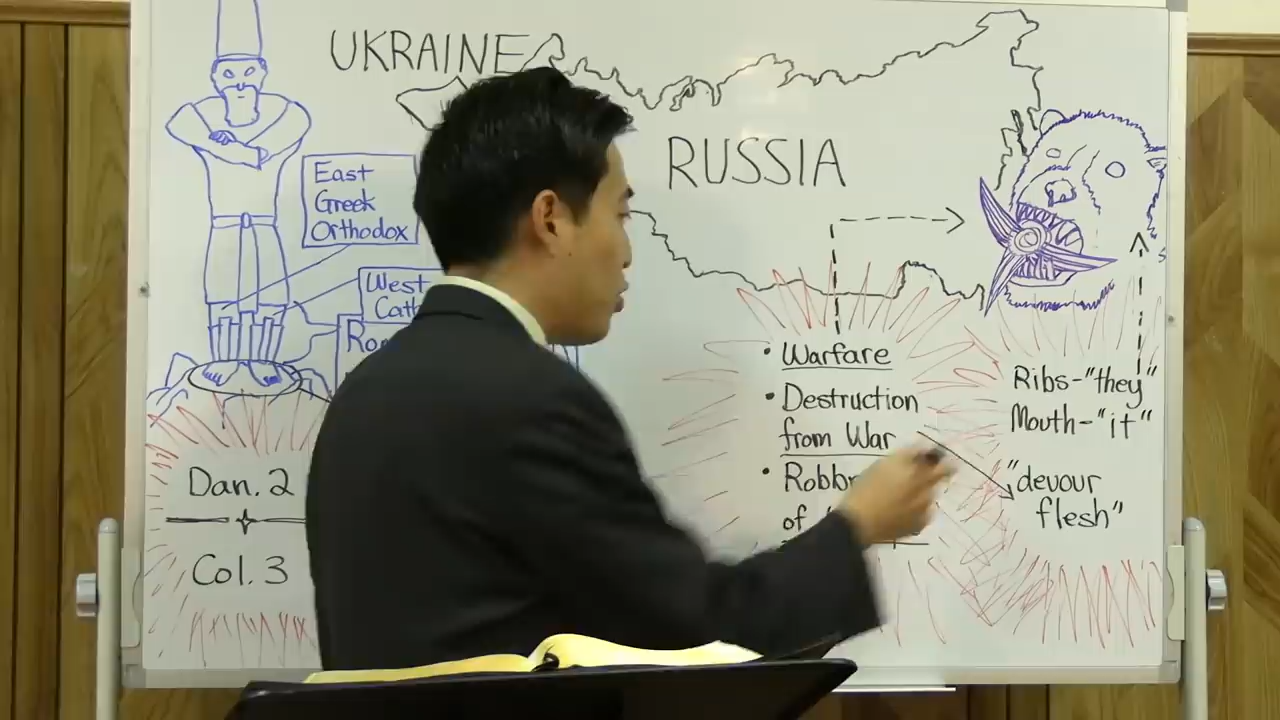 UKRAINE
RUSSIA
East
Greek
Orthodox
West
Dan. 2
Col. 3
• Warfare
• Destruction
from War
•
of
Ribs-"they"
Mouth-"it"
"devour
flesh"